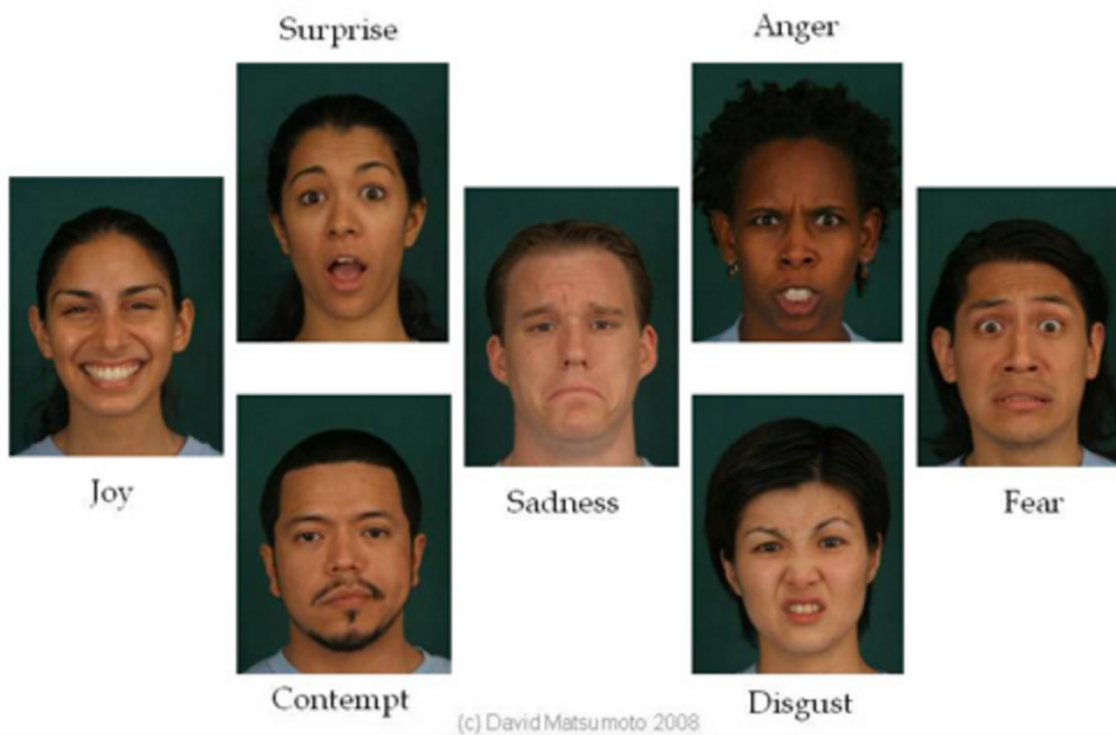 Surprise
Anger
Joy
Sadness
Fear
Contempt
Disgust
(c) David Matsumoto 2008